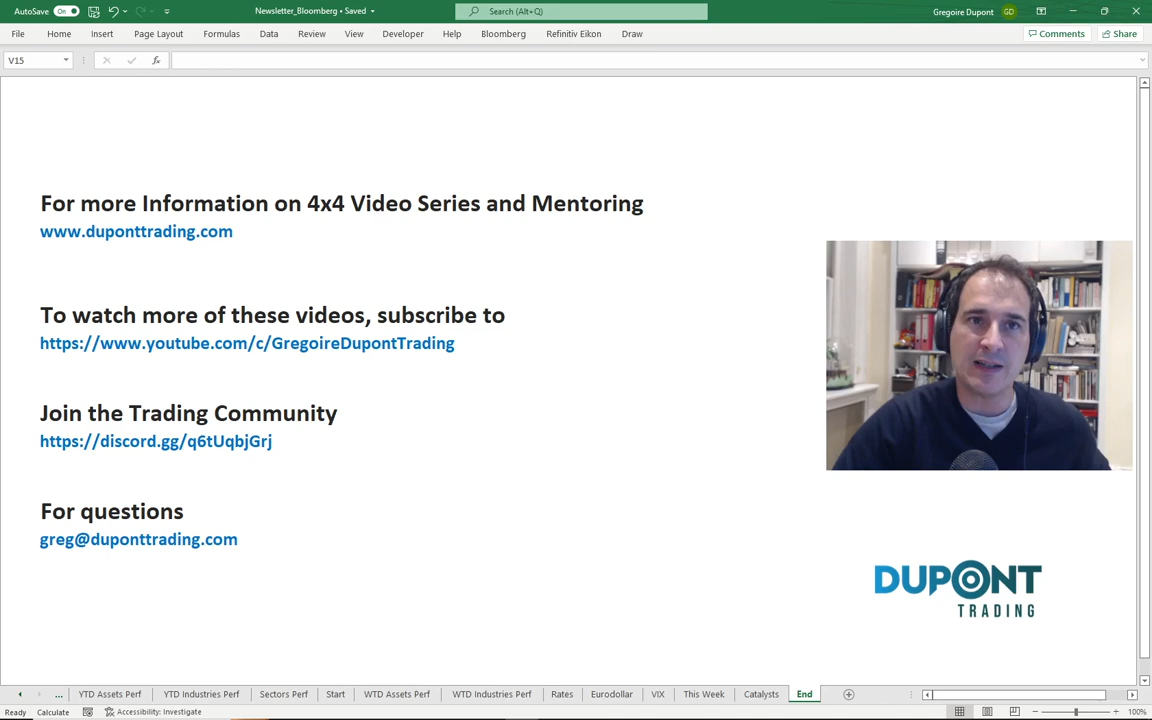 AutoSave On
Newsletter_Bloomberg • Saved
Search (Alt+Q)
Gregoire Dupont GD
File Home Insert Page Layout Formulas Data Review View Developer Help Bloomberg Refinitiv Eikon Draw
Comments Share
V15
fx
For more Information on 4x4 Video Series and Mentoring
www.duponttrading.com
To watch more of these videos, subscribe to
https://www.youtube.com/c/GregoireDupontTrading
Join the Trading Community
https://discord.gg/q6tUqbjGrj
For questions
greg@duponttrading.com
DUPONT
TRADING
... YTD Assets Perf YTD Industries Perf Sectors Perf Start WTD Assets Perf WTD Industries Perf Rates Eurodollar VIX This Week Catalysts End
Ready Calculate Accessibility: Investigate 100%